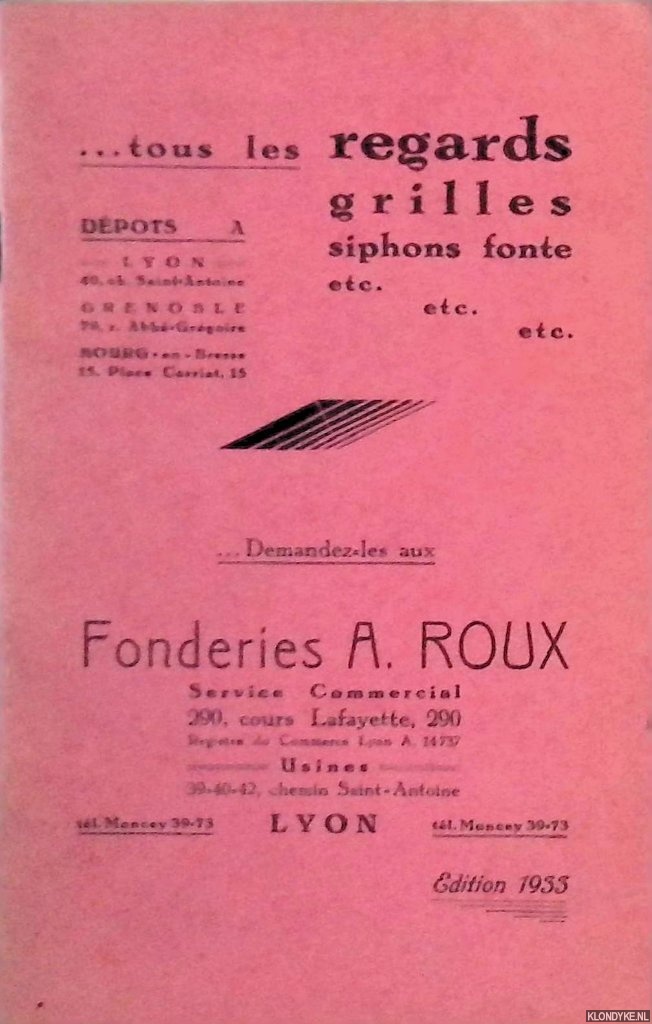 ...tous les regards
grilles
siphons fonte
etc.
etc.
etc.
DÉPOTS A
LYON
40, ch. Saint-Antoine
GRENOBLE
79, r. Abbé-Grégoire
BOURG-en-Bresse
15, Place Carriat, 15
...Demandez-les aux
Fonderies A. ROUX
Service Commercial
290, cours Lafayette, 290
Registre du Commerce Lyon A. 14737
Usines
39-40-42, chemin Saint-Antoine
tél. Moncey 39-73 LYON tél. Moncey 39-73
Edition 1933
KLONDYKE.NL